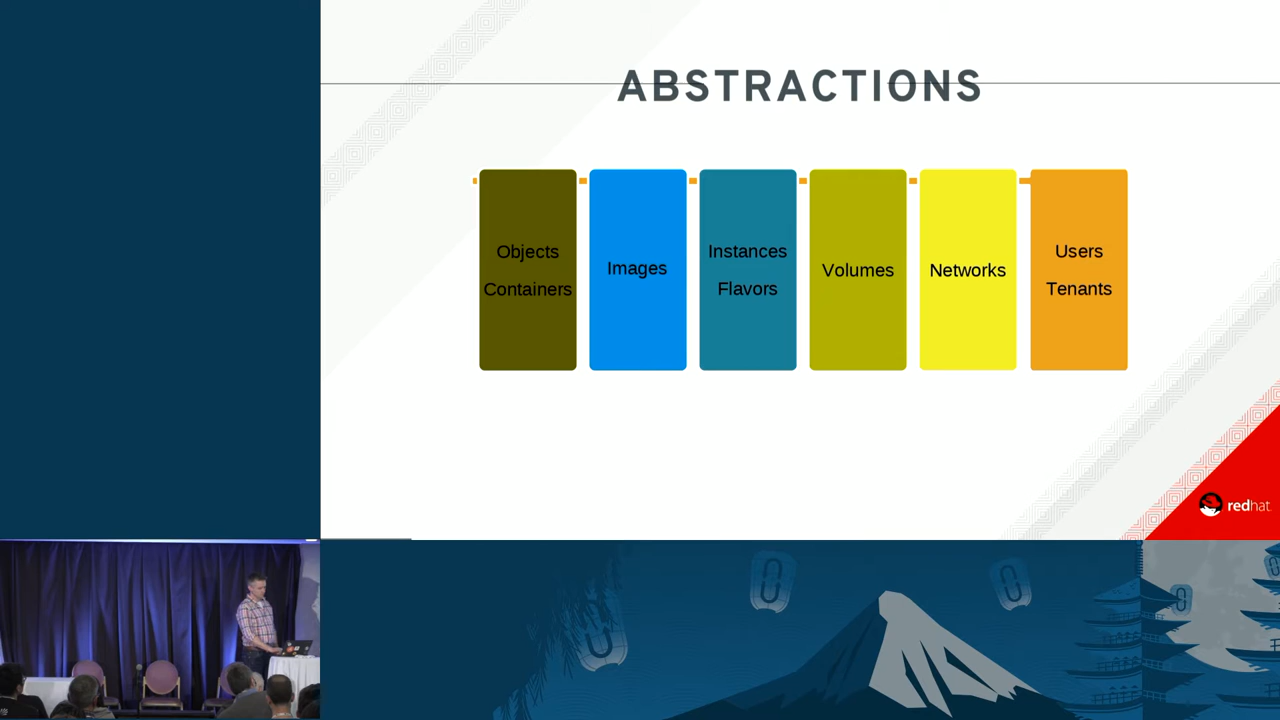 ABSTRACTIONS
Objects
Containers
Images
Instances
Flavors
Volumes
Networks
Users
Tenants
redhat